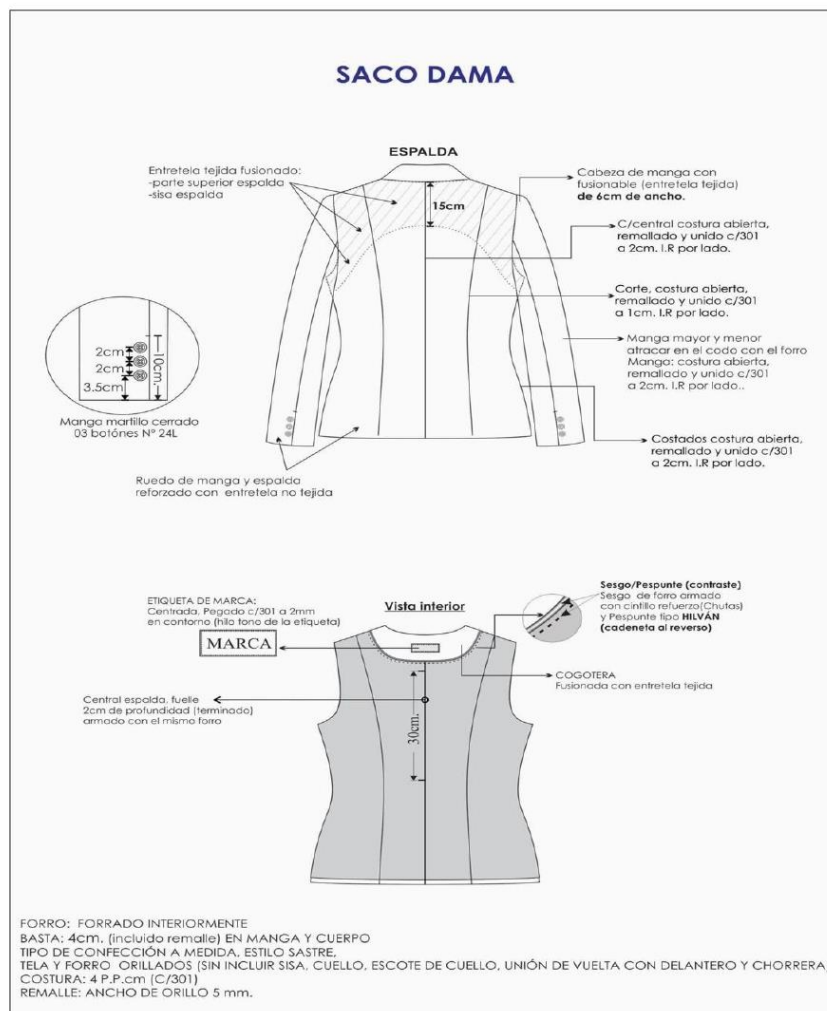 SACO DAMA
ESPALDA
Entretela tejida fusionado:
-parte superior espalda
-sisa espalda
15cm
Cabeza de manga con
fusionable (entretela tejida)
de 6cm de ancho.
C/central costura abierta,
remallado y unido c/301
a 2cm. I.R por lado.
Corte, costura abierta,
remallado y unido c/301
a 1cm. I.R por lado.
Manga mayor y menor
atracar en el codo con el forro
Manga: costura abierta,
remallado y unido c/301
a 2cm. I.R por lado..
Costados costura abierta,
remallado y unido c/301
a 2cm. I.R por lado.
2cm
2cm
3.5cm
10cm.
Manga martillo cerrado
03 botónes N° 24L
Ruedo de manga y espalda
reforzado con entretela no tejida
ETIQUETA DE MARCA:
Centrada, Pegado c/301 a 2mm
en contorno (hilo tono de la etiqueta)
MARCA
Vista interior
Sesgo/Pespunte (contraste)
Sesgo de forro armado
con cintillo refuerzo(Chutas)
y Pespunte tipo HILVÁN
(cadeneta al reverso)
COGOTERA
Fusionada con entretela tejida
Central espalda, fuelle
2cm de profundidad (terminado)
armado con el mismo forro
30cm.
FORRO: FORRADO INTERIORMENTE
BASTA: 4cm. (incluido remalle) EN MANGA Y CUERPO
TIPO DE CONFECCIÓN A MEDIDA, ESTILO SASTRE,
TELA Y FORRO ORILLADOS (SIN INCLUIR SISA, CUELLO, ESCOTE DE CUELLO, UNIÓN DE VUELTA CON DELANTERO Y CHORRERA
COSTURA: 4 P.P.cm (C/301)
REMALLE: ANCHO DE ORILLO 5 mm.